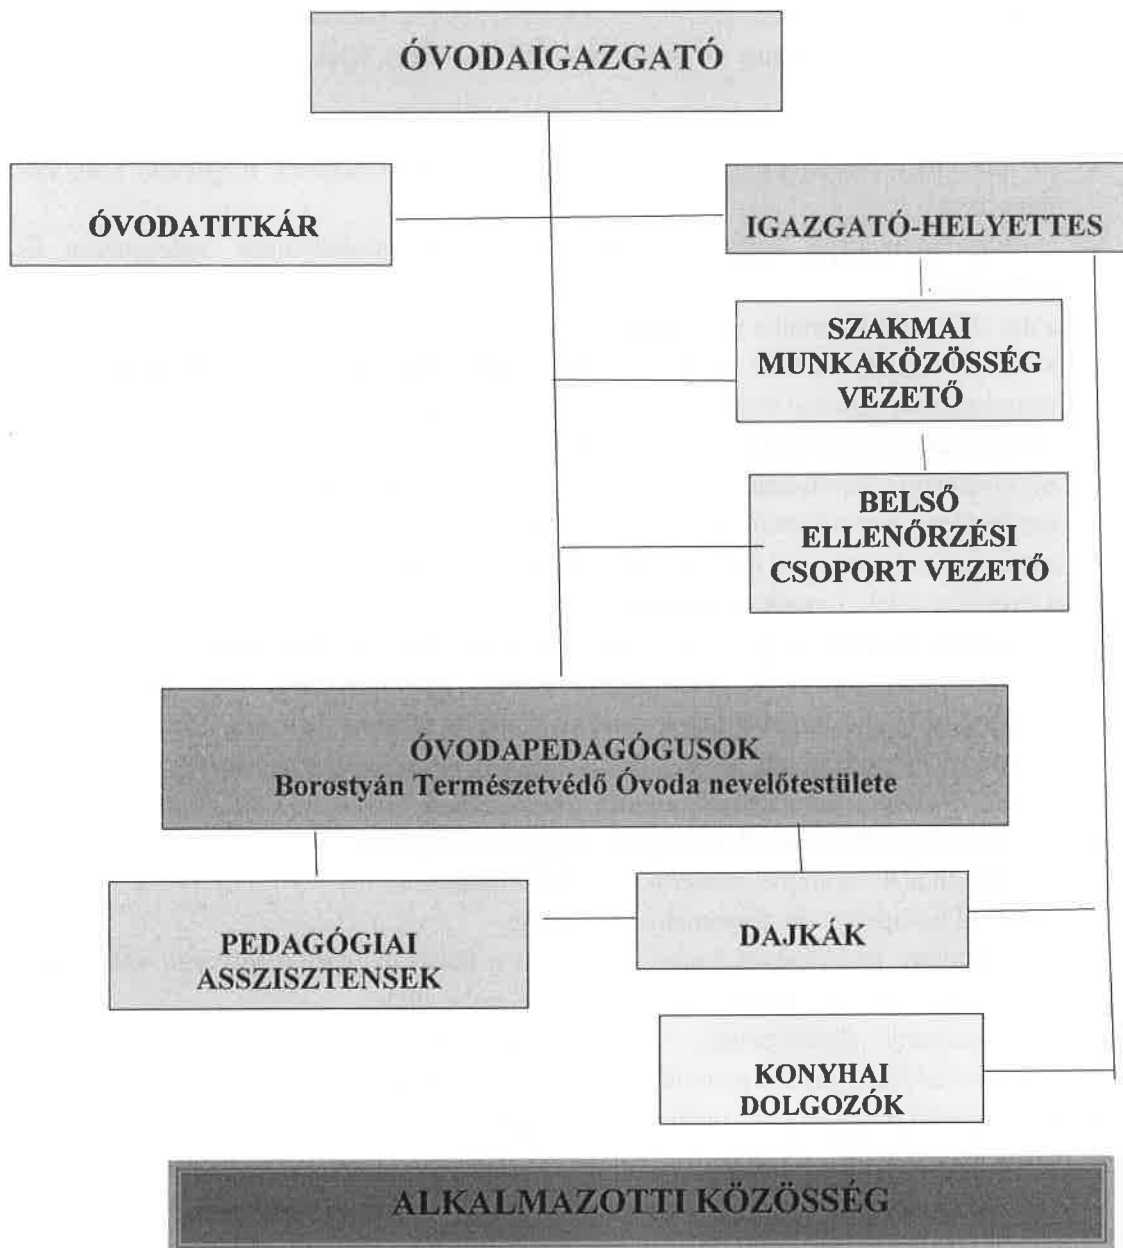 ÓVODAIGAZGATÓ
ÓVODATITKÁR
IGAZGATÓ-HELYETTES
SZAKMAI
MUNKAKÖZÖSSÉG
VEZETŐ
BELSŐ
ELLENŐRZÉSI
CSOPORT VEZETŐ
ÓVODAPEDAGÓGUSOK
Borostyán Természetvédő Óvoda nevelőtestülete
PEDAGÓGIAI
ASSZISZTENSEK
DAJKÁK
KONYHAI
DOLGOZÓK
ALKALMAZOTTI KÖZÖSSÉG